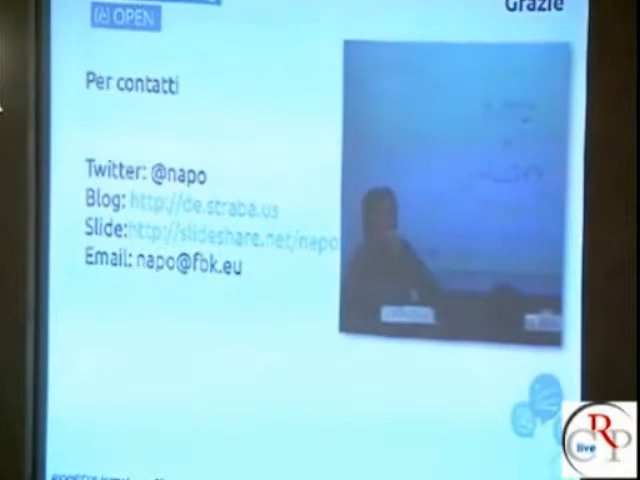 Grazie
(e) OPEN
Per contatti
Twitter: @napo
Blog: http://de.straba.us
Slide:http://slideshare.net/napo
Email: napo@fbk.eu
CRP
live